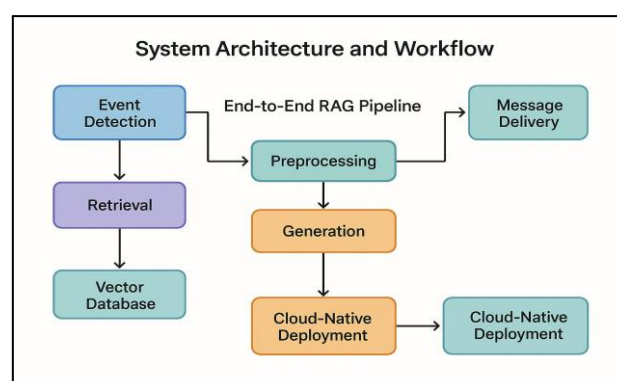 System Architecture and Workflow
Event
Detection
End-to-End RAG Pipeline
Message
Delivery
Preprocessing
Retrieval
Generation
Vector
Database
Cloud-Native
Deployment
Cloud-Native
Deployment